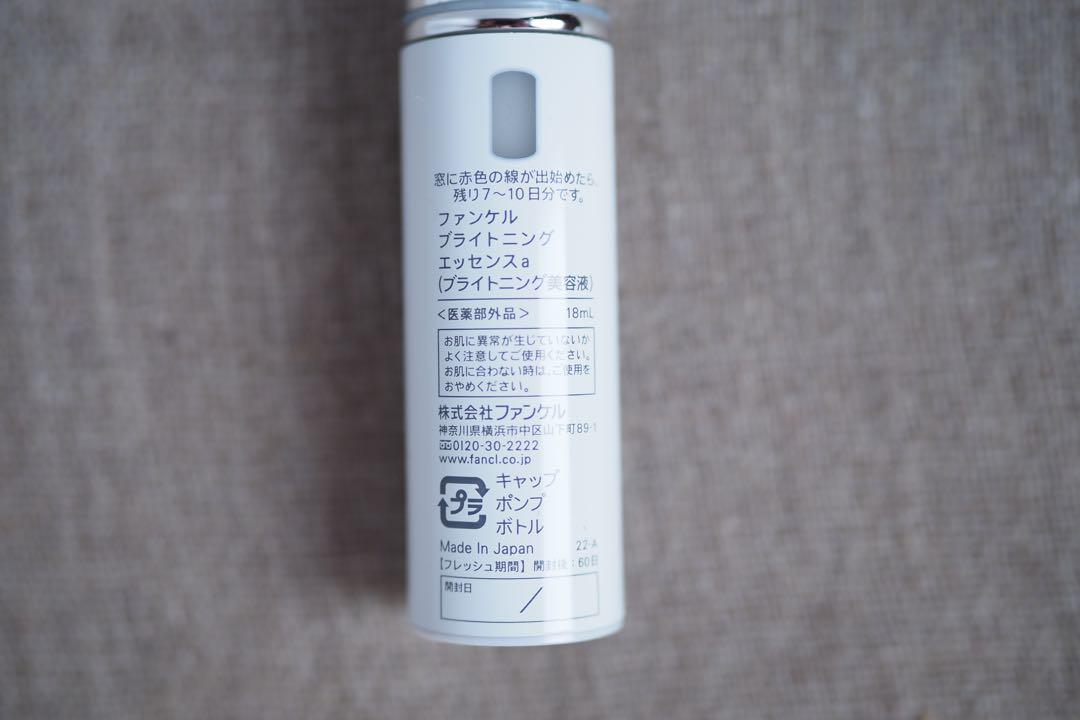 窓に赤色の線が出始めたら、
残り7〜10日分です。
ファンケル
ブライトニング
エッセンスa
(ブライトニング美容液)
<医薬部外品> 18mL
お肌に異常が生じていないか
よく注意してご使用ください。
お肌に合わない時は、ご使用を
おやめください。
株式会社ファンケル
神奈川県横浜市中区山下町89-1
0120-30-2222
www.fancl.co.jp
プラ
キャップ
ポンプ
ボトル
Made In Japan 22-A
【フレッシュ期間】 開封後:60日
開封日 /